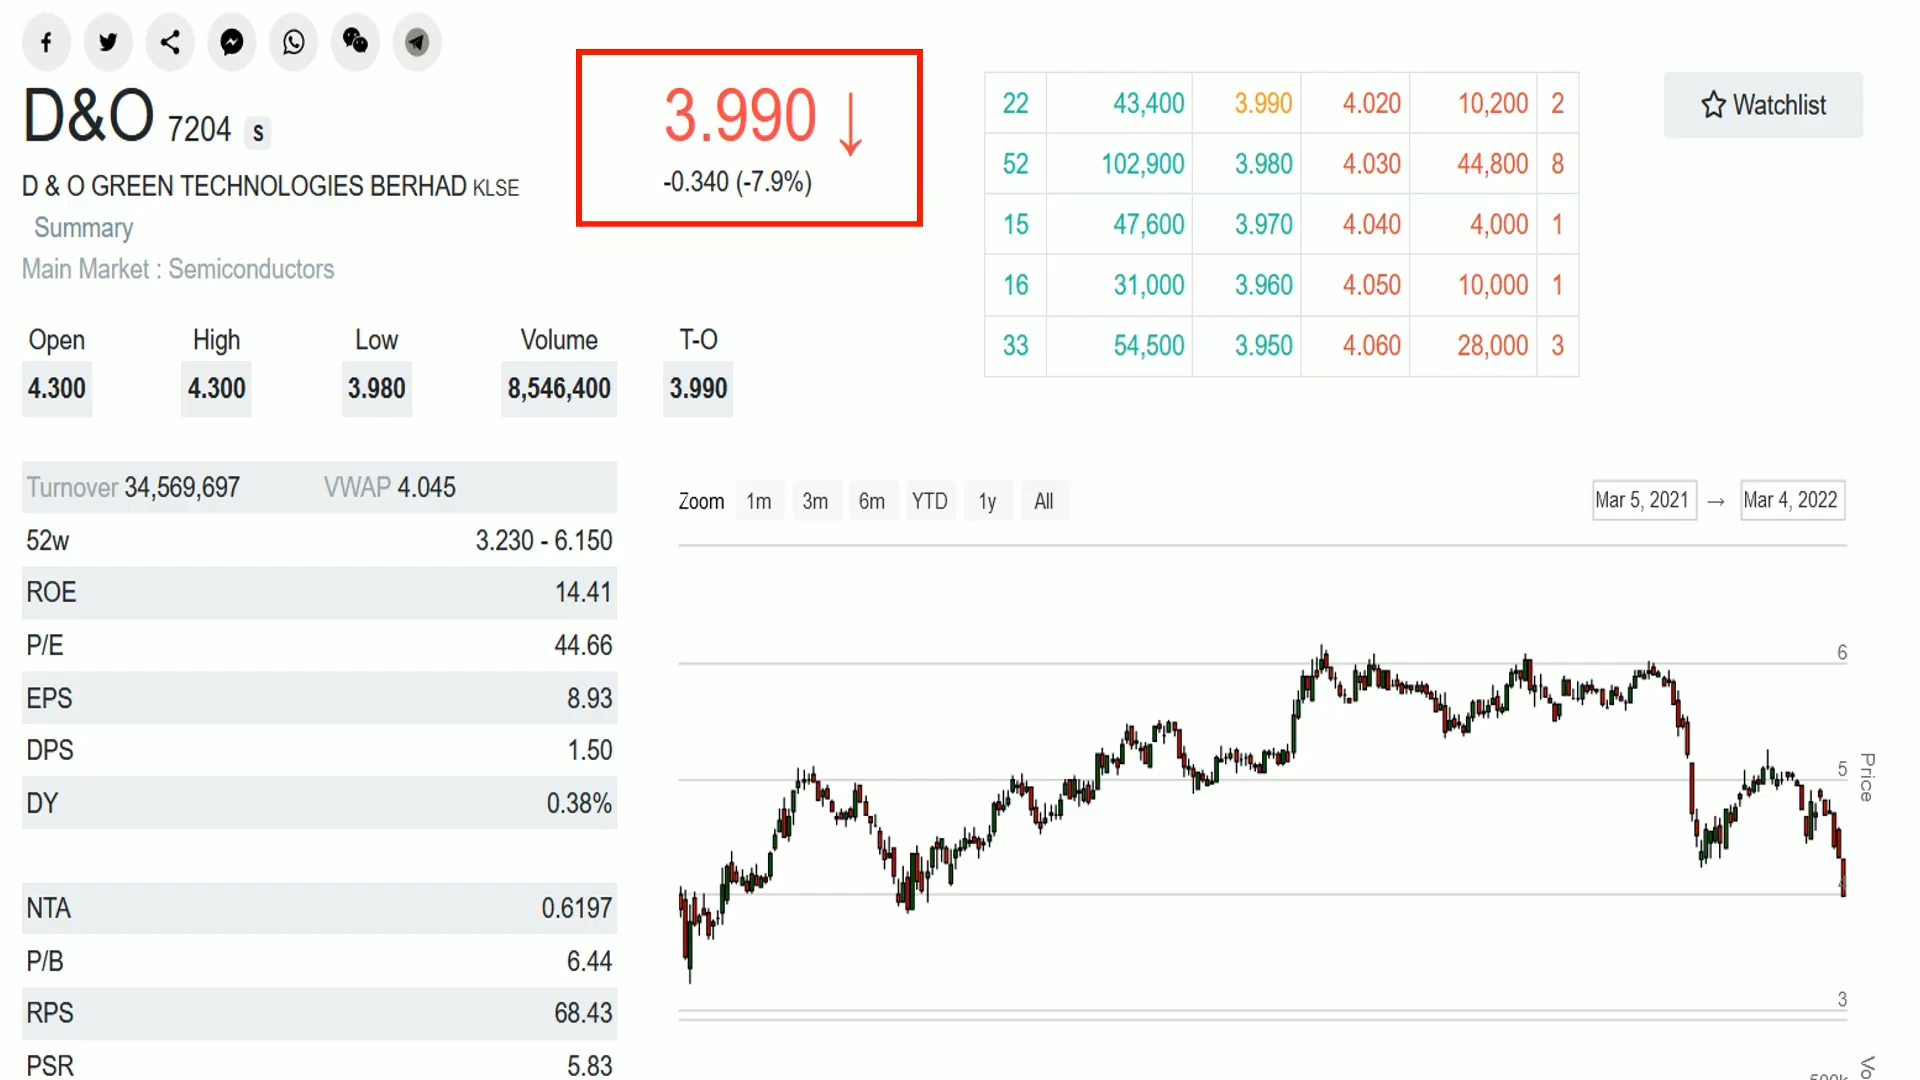 D&O 7204 S
D & O GREEN TECHNOLOGIES BERHAD KLSE
Summary
Main Market : Semiconductors
3.990 ↓
-0.340 (-7.9%)
22 43,400 3.990 4.020 10,200 2
52 102,900 3.980 4.030 44,800 8
15 47,600 3.970 4.040 4,000 1
16 31,000 3.960 4.050 10,000 1
33 54,500 3.950 4.060 28,000 3
Watchlist
Open High Low Volume T-O
4.300 4.300 3.980 8,546,400 3.990
Turnover 34,569,697 VWAP 4.045
52w 3.230 - 6.150
ROE 14.41
P/E 44.66
EPS 8.93
DPS 1.50
DY 0.38%
NTA 0.6197
P/B 6.44
RPS 68.43
PSR 5.83
Zoom 1m 3m 6m YTD 1y All
Mar 5, 2021 → Mar 4, 2022
6
5
4
3
Price